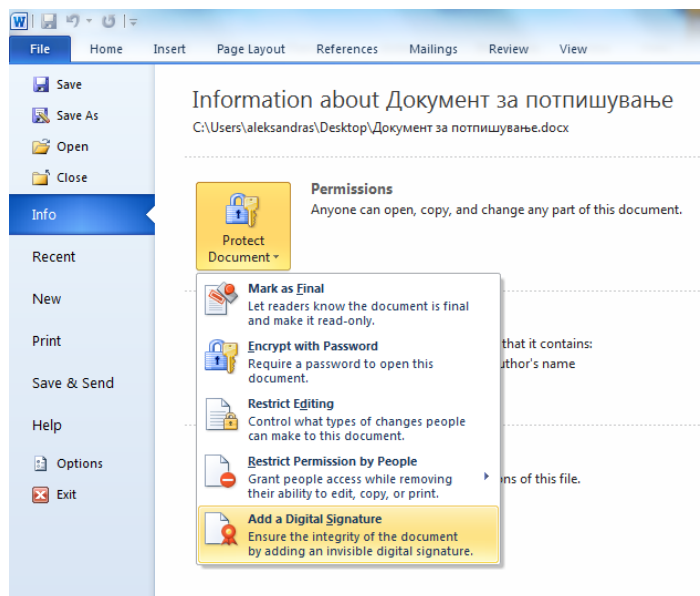 W
File Home Insert Page Layout References Mailings Review View
Save
Save As
Open
Close
Info
Recent
New
Print
Save & Send
Help
Options
Exit
Information about Документ за потпишување
C:\Users\aleksandras\Desktop\Документ за потпишување.docx
Protect
Document
Permissions
Anyone can open, copy, and change any part of this document.
Mark as Final
Let readers know the document is final
and make it read-only.
Encrypt with Password
Require a password to open this
document.
Restrict Editing
Control what types of changes people
can make to this document.
Restrict Permission by People
Grant people access while removing
their ability to edit, copy, or print.
Add a Digital Signature
Ensure the integrity of the document
by adding an invisible digital signature.
that it contains:
name
of this file.